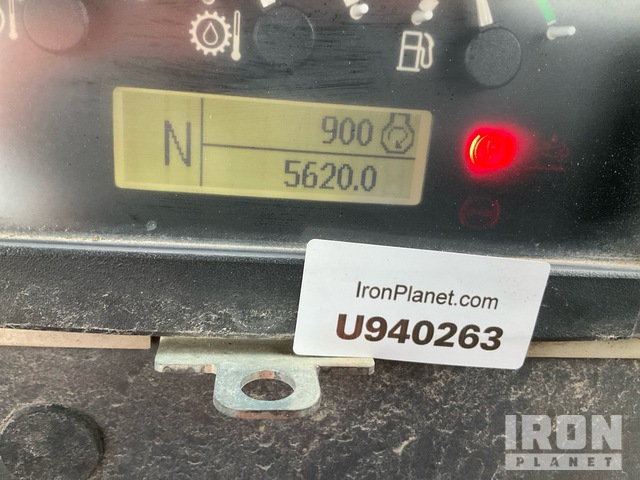 N
900
5620.0
IronPlanet.com
U940263
IRON
PLANET